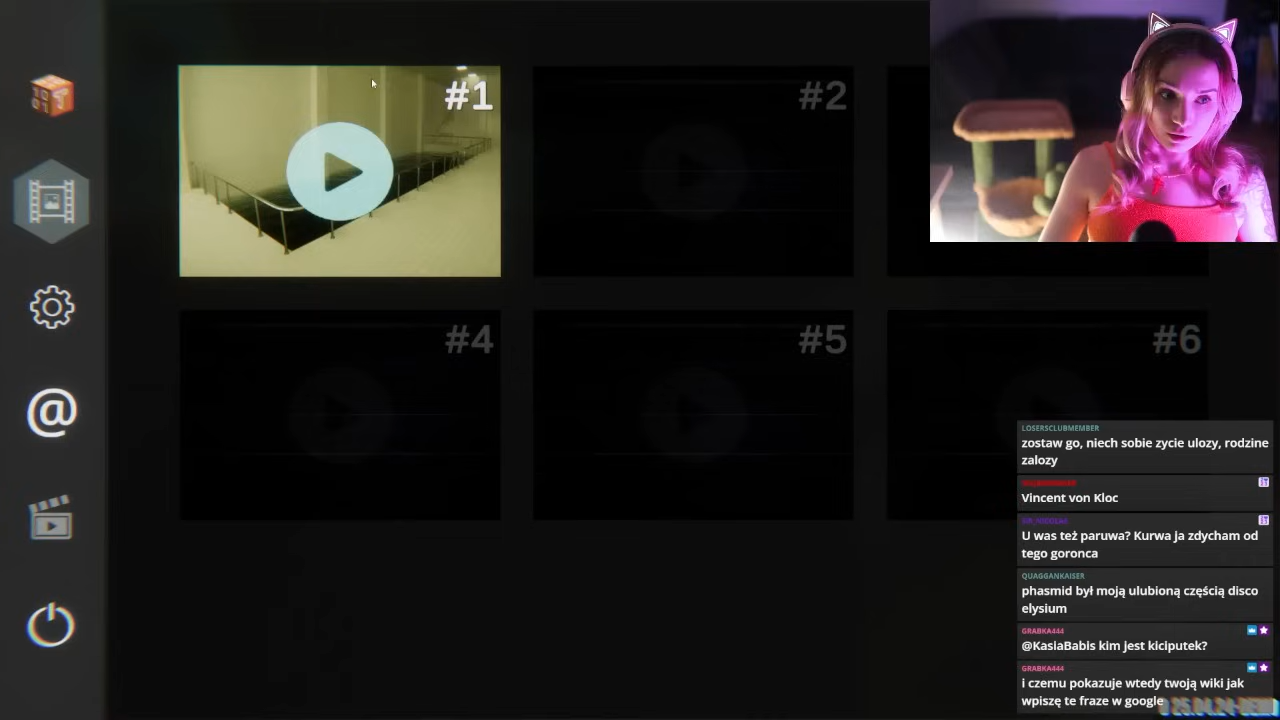 #1
#2
#4
#5
#6
LOSERSCLUBMEMBER
zostaw go, niech sobie zycie ulozy, rodzine
zalozy
Vincent von Kloc
U was też paruwa? Kurwa ja zdycham od
tego goronca
QUAGGANKAISER
phasmid był moją ulubioną częścią disco
elysium
GRABKA444
@KaslaBabis kim jest kiciputek?
GRABKA444
i czemu pokazuje wtedy twoją wiki jak
wpiszę te fraze w google